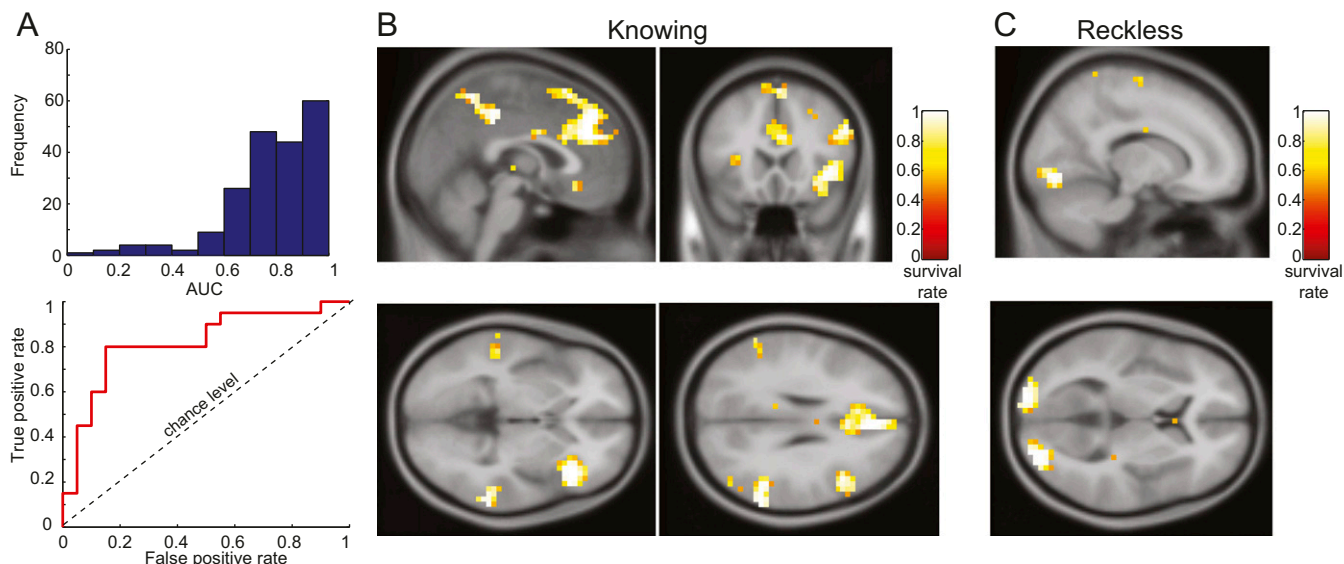 A
80
60
40
20
0
Frequency
0
0.2
0.4
0.6
0.8
1
AUC
1
0.8
0.6
0.4
0.2
0
True positive rate
chance level
0
0.2
0.4
0.6
0.8
1
False positive rate
B
Knowing
1
0.8
0.6
0.4
0.2
0
survival
rate
C
Reckless
1
0.8
0.6
0.4
0.2
0
survival
rate